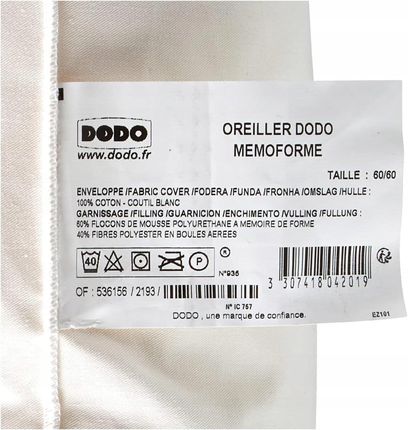 DODO
www.dodo.fr
OREILLER DODO
MEMOFORME
TAILLE : 60/60
ENVELOPPE /FABRIC COVER /FODERA /FUNDA /FRONHA /OMSLAG /HULLE :
100% COTON - COUTIL BLANC
GARNISSAGE /FILLING /GUARNICION /ENCHIMENTO /VULLING /FULLUNG :
60% FLOCONS DE MOUSSE POLYURETHANE A MEMOIRE DE FORME
40% FIBRES POLYESTER EN BOULES AEREES
40 P ®
N°936
3 307418 042019
OF : 536156 / 2193 /
N° IC 757
DODO , une marque de confiance.
EZ101